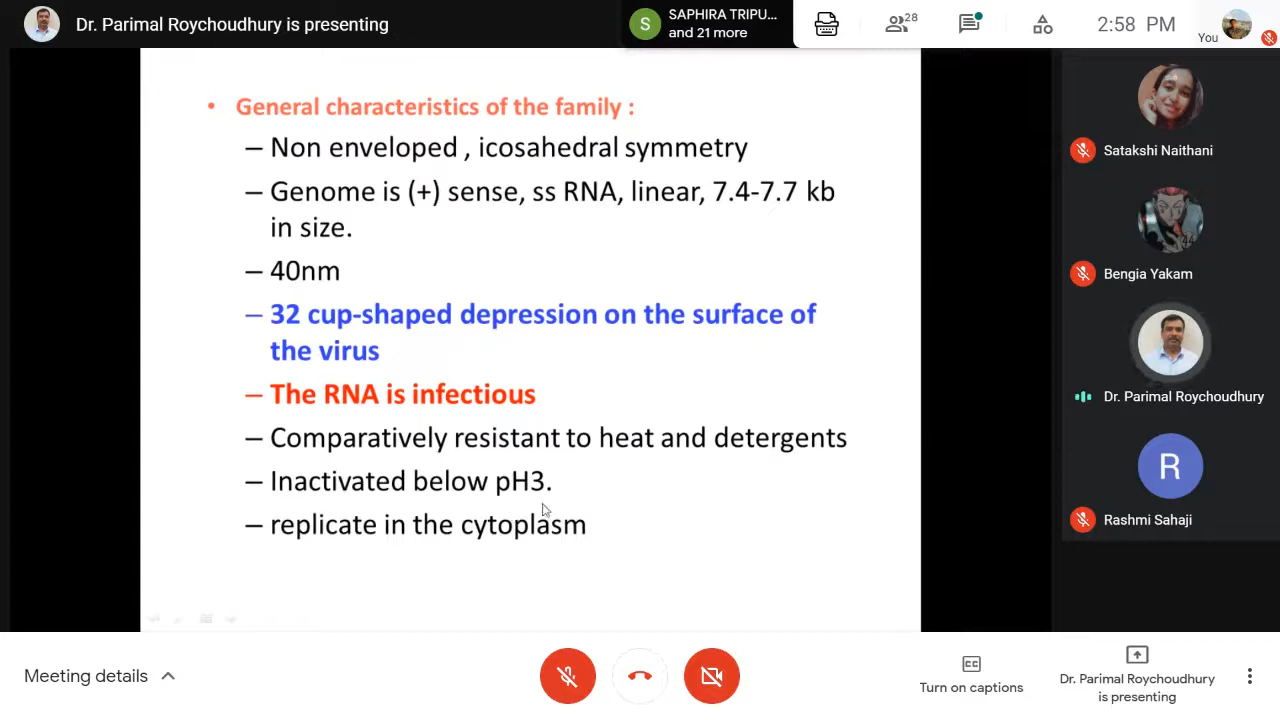 Dr. Parimal Roychoudhury is presenting
S
SAPHIRA TRIPU...
and 21 more
28
2:58 PM
You
• General characteristics of the family :
– Non enveloped , icosahedral symmetry
– Genome is (+) sense, ss RNA, linear, 7.4-7.7 kb
in size.
– 40nm
– 32 cup-shaped depression on the surface of
the virus
– The RNA is infectious
– Comparatively resistant to heat and detergents
– Inactivated below pH3.
– replicate in the cytoplasm
Satakshi Naithani
Bengia Yakam
Dr. Parimal Roychoudhury
R
Rashmi Sahaji
Meeting details
CC
Turn on captions
Dr. Parimal Roychoudhury
is presenting